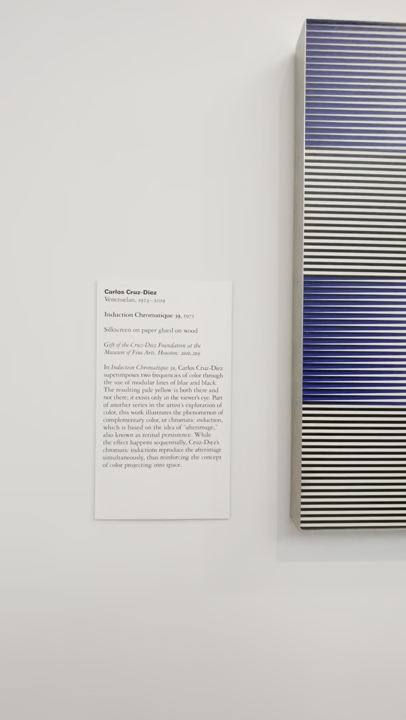 Carlos Cruz-Diez
Venezuelan, 1923–2019
Induction Chromatique 39, 1971
Silkscreen on paper glued on wood
Gift of the Cruz-Diez Foundation at the
Museum of Fine Arts, Houston,
In Induction Chromatique 39, Carlos Cruz-Diez
superimposes two frequencies of color through
the use of modular lines of blue and black.
The resulting pale yellow is both there and
not there; it exists only in the viewer's eye. Part
of another series in the artist's exploration of
color, this work illustrates the phenomenon of
complementary color, or chromatic induction,
which is based on the idea of "afterimage,"
also known as retinal persistence. While
the effect happens sequentially, Cruz-Diez's
chromatic inductions reproduce the afterimage
simultaneously, thus reinforcing the concept
of color projecting into space.